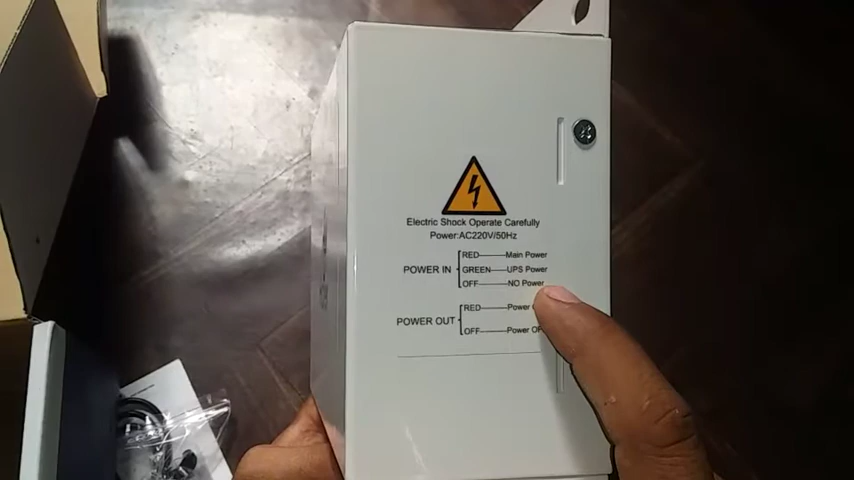 Electric Shock Operate Carefully
Power:AC220V/50Hz
POWER IN
RED Main Power
GREEN UPS Power
OFF NO Power
POWER OUT
RED Power
OFF Power